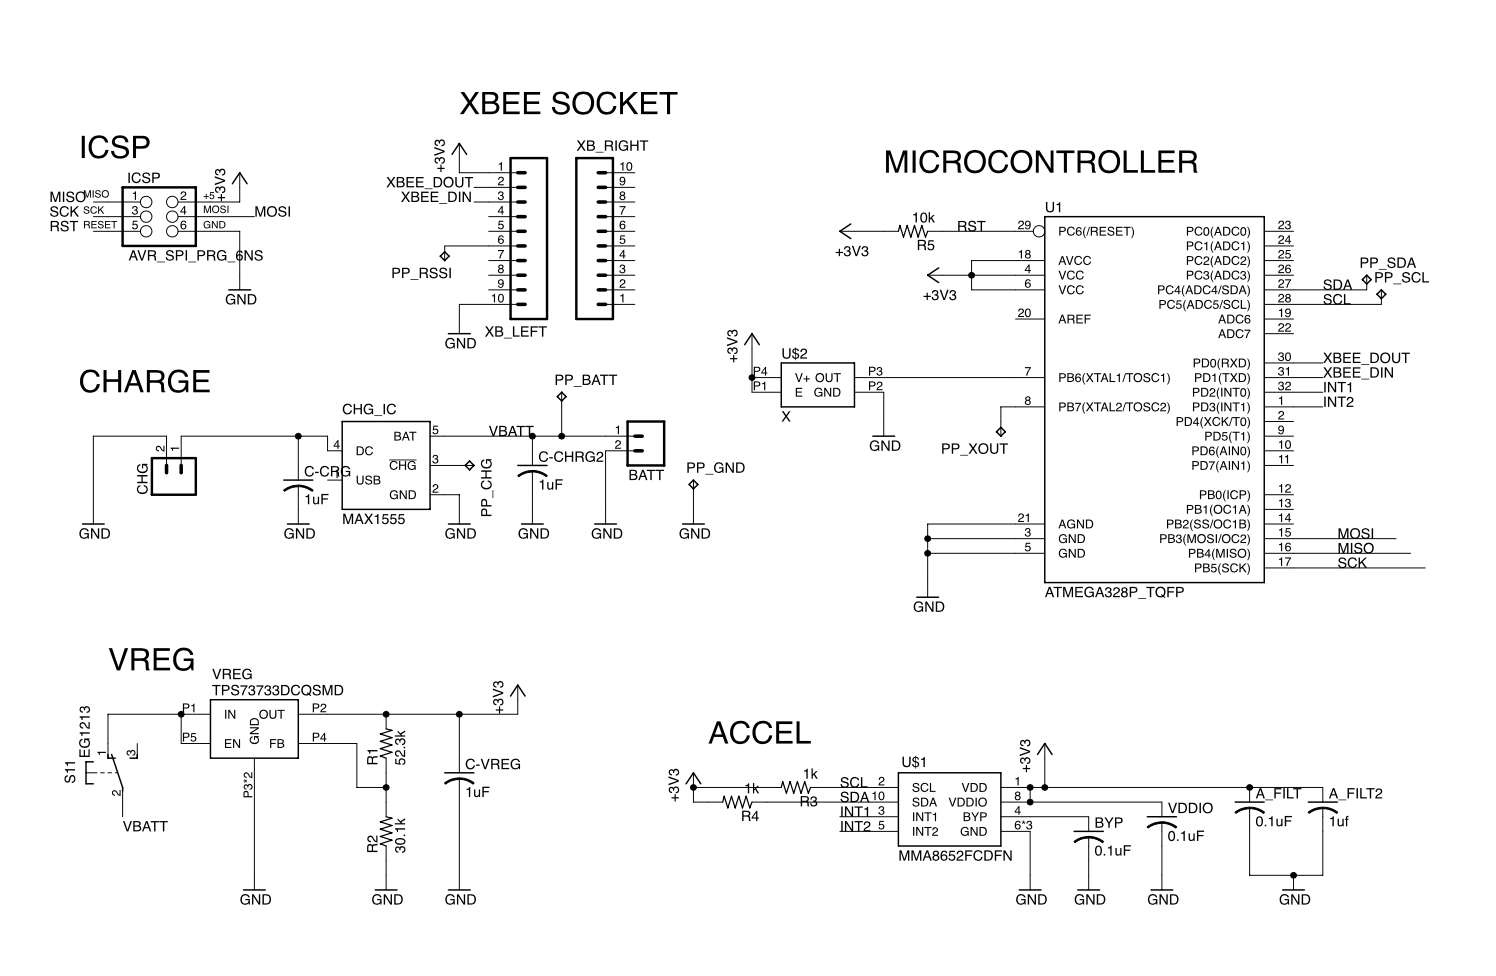 XBEE SOCKET
ICSP
ICSP
MISO MISO 1 2 +5 +3V3
SCK SCK 3 4 MOSI MOSI
RST RESET 5 6 GND
AVR_SPI_PRG_6NS
GND
+3V3
1
XBEE_DOUT 2
XBEE_DIN 3
4
5
6
PP_RSSI
7
8
9
10
XB_LEFT
GND
XB_RIGHT
10
9
8
7
6
5
4
3
2
1
MICROCONTROLLER
U1
10k
R5
+3V3
RST 29 PC6(/RESET)
18 AVCC
4 VCC
6 VCC
+3V3
20 AREF
7 PB6(XTAL1/TOSC1)
8 PB7(XTAL2/TOSC2)
PP_XOUT
21 AGND
3 GND
5 GND
GND
PC0(ADC0) 23
PC1(ADC1) 24
PC2(ADC2) 25
PC3(ADC3) 26
PC4(ADC4/SDA) 27 SDA PP_SDA
PC5(ADC5/SCL) 28 SCL PP_SCL
ADC6 19
ADC7 22
PD0(RXD) 30 XBEE_DOUT
PD1(TXD) 31 XBEE_DIN
PD2(INT0) 32 INT1
PD3(INT1) 1 INT2
PD4(XCK/T0) 2
PD5(T1) 9
PD6(AIN0) 10
PD7(AIN1) 11
PB0(ICP) 12
PB1(OC1A) 13
PB2(SS/OC1B) 14
PB3(MOSI/OC2) 15 MOSI
PB4(MISO) 16 MISO
PB5(SCK) 17 SCK
ATMEGA328P_TQFP
+3V3
U$2
P4 V+ OUT P3
P1 E GND P2
X
GND
CHARGE
GND
CHG
2 1
C-CRG
1uF
GND
CHG_IC
4 DC
1 USB
BAT 5
CHG 3
GND 2
MAX1555
PP_CHG
GND
VBATT
PP_BATT
C-CHRG2
1uF
GND
1
2
BATT
GND
PP_GND
GND
VREG
VREG
TPS73733DCQSMD
P1 IN OUT P2
P5 EN GND FB P4
P3*2
GND
S11
EG1213
1 3
2
VBATT
R1
52.3k
R2
30.1k
GND
C-VREG
1uF
GND
+3V3
ACCEL
+3V3
1k
R3
1k
R4
U$1
SCL 2 SCL VDD 1
SDA 10 SDA VDDIO 8
INT1 3 INT1 BYP 4
INT2 5 INT2 GND 6*3
MMA8652FCDFN
+3V3
GND
BYP
0.1uF
GND
VDDIO
0.1uF
GND
A_FILT
0.1uF
A_FILT2
1uf
GND